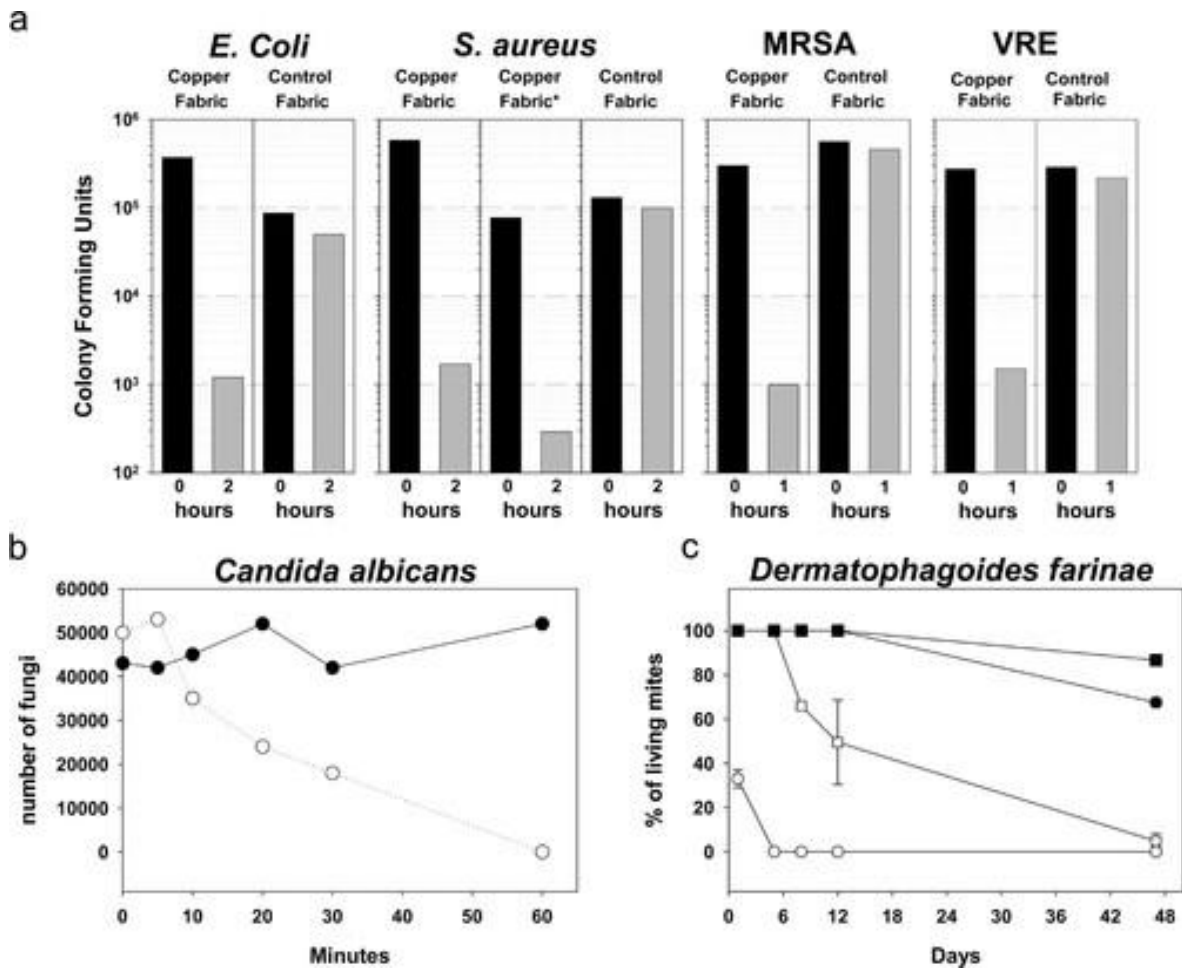 a
E. Coli S. aureus MRSA VRE
Copper Control Copper Copper Control Copper Control Copper Control
Fabric Fabric Fabric Fabric* Fabric Fabric Fabric Fabric Fabric
10⁶
10⁵
10⁴
10³
10²
Colony Forming Units
0 2 0 2 0 2 0 2 0 2 0 1 0 1 0 1 0 1
hours hours hours hours hours hours hours hours hours
b
Candida albicans
60000
50000
40000
30000
20000
10000
0
number of fungi
0 10 20 30 40 50 60
Minutes
c
Dermatophagoides farinae
100
80
60
40
20
0
% of living mites
0 6 12 18 24 30 36 42 48
Days